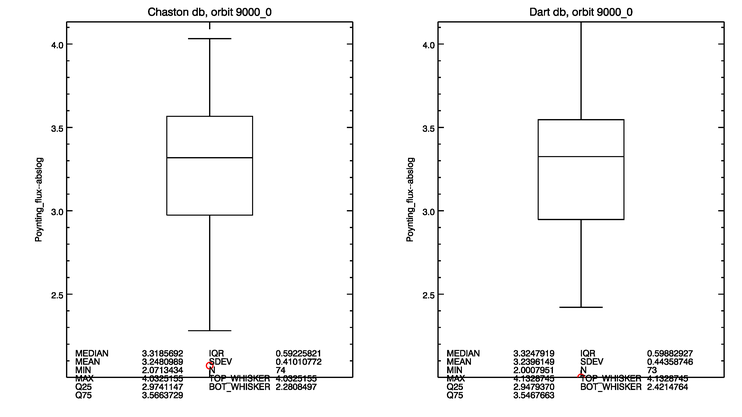 Chaston db, orbit 9000_0
4.0
3.5
3.0
2.5
Poynting_flux--abslog
MEDIAN 3.3185692 IQR 0.59225821
MEAN 3.2480989 SDEV 0.41010772
MIN 2.0713434 N 74
MAX 4.0325155 TOP_WHISKER 4.0325155
Q25 2.9741147 BOT_WHISKER 2.2808497
Q75 3.5663729
Dart db, orbit 9000_0
4.0
3.5
3.0
2.5
Poynting_flux--abslog
MEDIAN 3.3247919 IQR 0.59882927
MEAN 3.2396149 SDEV 0.44358746
MIN 2.0007951 N 73
MAX 4.1328745 TOP_WHISKER 4.1328745
Q25 2.9479370 BOT_WHISKER 2.4214764
Q75 3.5467663